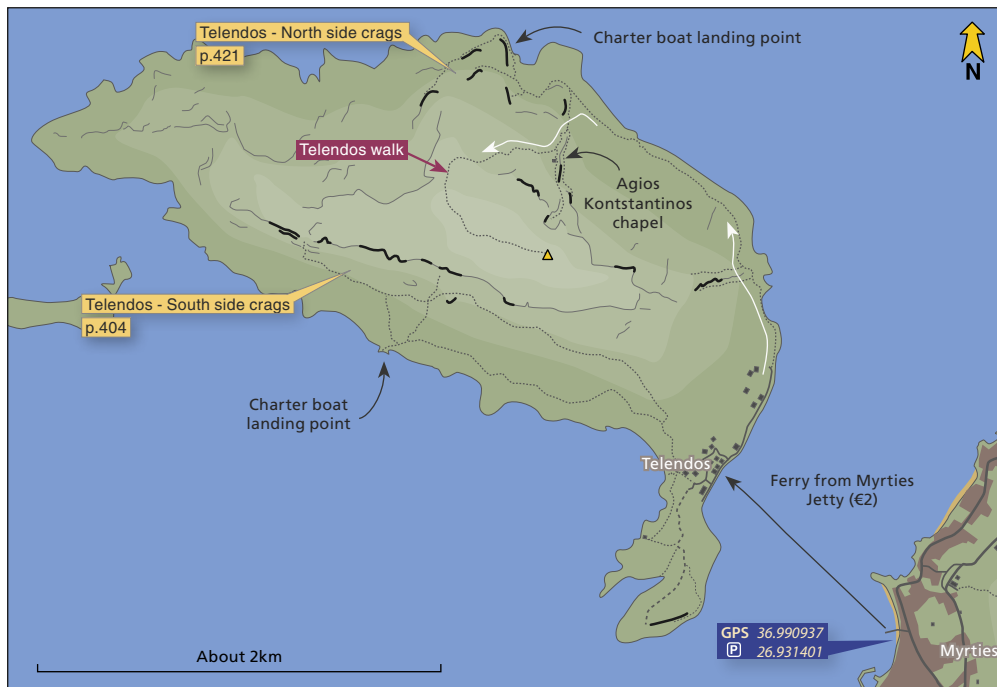 Telendos - North side crags
p.421
Charter boat landing point
N
Telendos walk
Agios
Kontstantinos
chapel
Telendos - South side crags
p.404
Charter boat
landing point
Telendos
Ferry from Myrties
Jetty (€2)
GPS 36.990937
P 26.931401
Myrties
About 2km